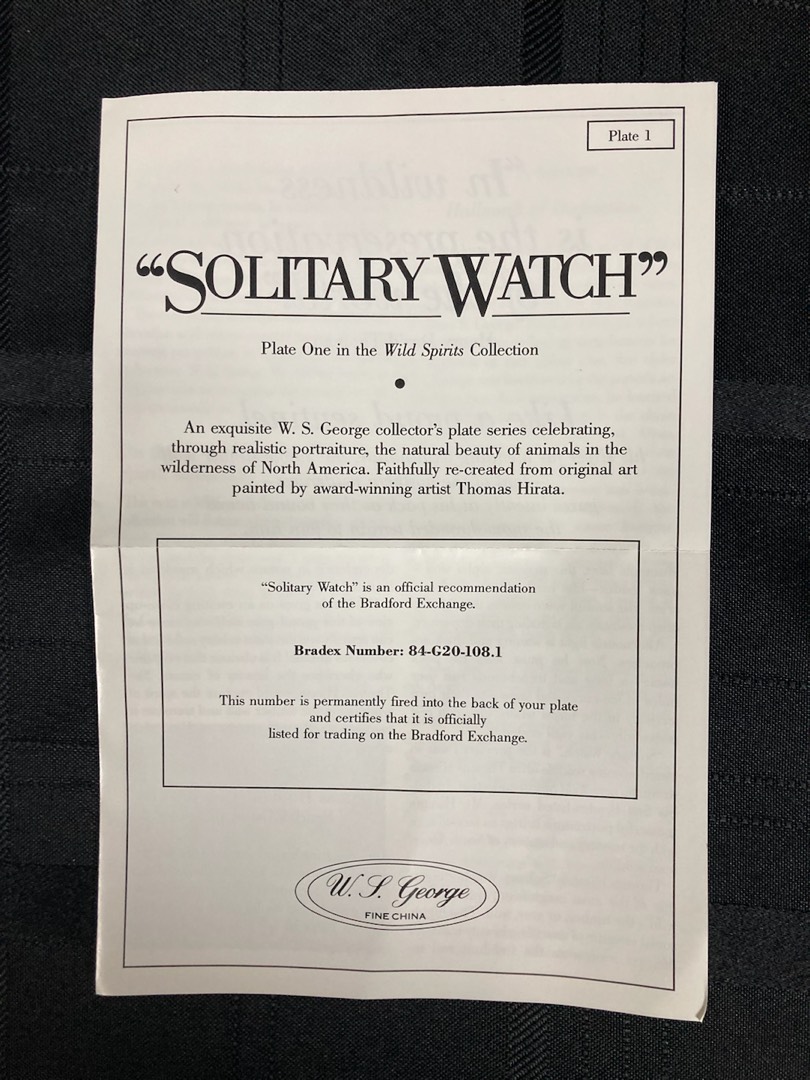 Plate 1
“SOLITARY WATCH”
Plate One in the Wild Spirits Collection
•
An exquisite W. S. George collector’s plate series celebrating,
through realistic portraiture, the natural beauty of animals in the
wilderness of North America. Faithfully re-created from original art
painted by award-winning artist Thomas Hirata.
“Solitary Watch” is an official recommendation
of the Bradford Exchange.
Bradex Number: 84-G20-108.1
This number is permanently fired into the back of your plate
and certifies that it is officially
listed for trading on the Bradford Exchange.
W. S. George
FINE CHINA